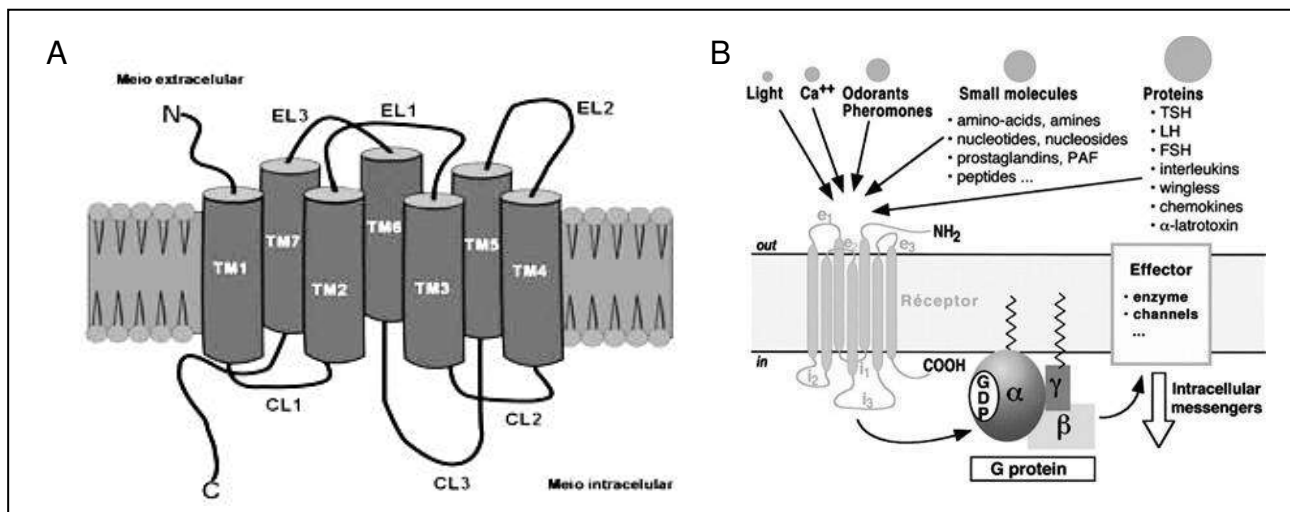 A
Meio extracelular
N
EL3
EL1
EL2
TM1
TM7
TM2
TM6
TM3
TM5
TM4
CL1
CL2
CL3
C
Meio intracelular
B
Light
Ca++
Odorants
Pheromones
Small molecules
• amino-acids, amines
• nucleotides, nucleosides
• prostaglandins, PAF
• peptides ...
Proteins
• TSH
• LH
• FSH
• interleukins
• wingless
• chemokines
• α-latrotoxin
e1
e2
e3
NH2
out
Réceptor
in
i2
i1
i3
COOH
GDP
α
γ
β
G protein
Effector
• enzyme
• channels
...
Intracellular
messengers